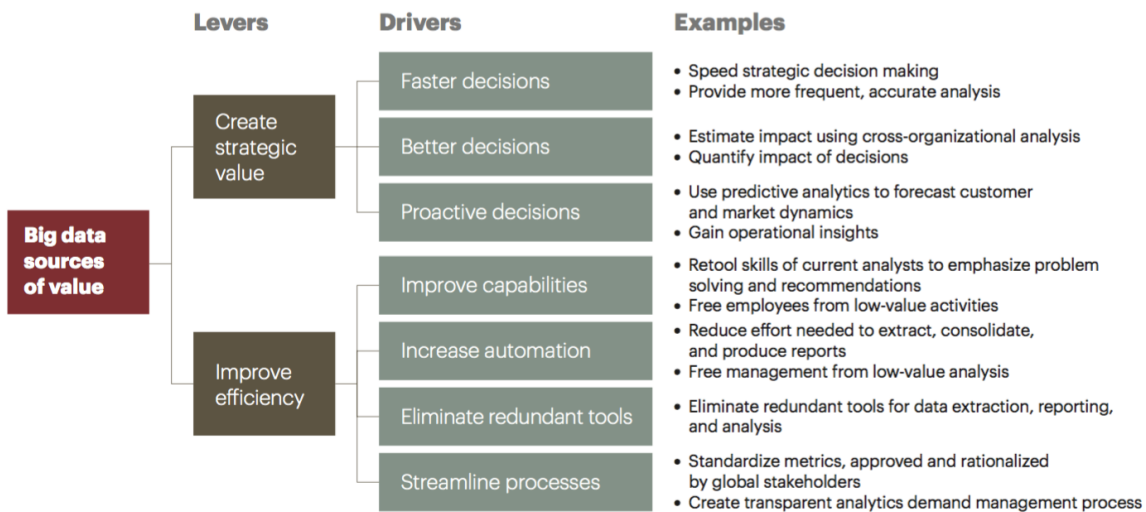 Levers
Drivers
Examples
Big data
sources
of value
Create
strategic
value
Faster decisions
• Speed strategic decision making
• Provide more frequent, accurate analysis
Better decisions
• Estimate impact using cross-organizational analysis
• Quantify impact of decisions
Proactive decisions
• Use predictive analytics to forecast customer
and market dynamics
• Gain operational insights
Improve
efficiency
Improve capabilities
• Retool skills of current analysts to emphasize problem
solving and recommendations
• Free employees from low-value activities
Increase automation
• Reduce effort needed to extract, consolidate,
and produce reports
• Free management from low-value analysis
Eliminate redundant tools
• Eliminate redundant tools for data extraction, reporting,
and analysis
Streamline processes
• Standardize metrics, approved and rationalized
by global stakeholders
• Create transparent analytics demand management process